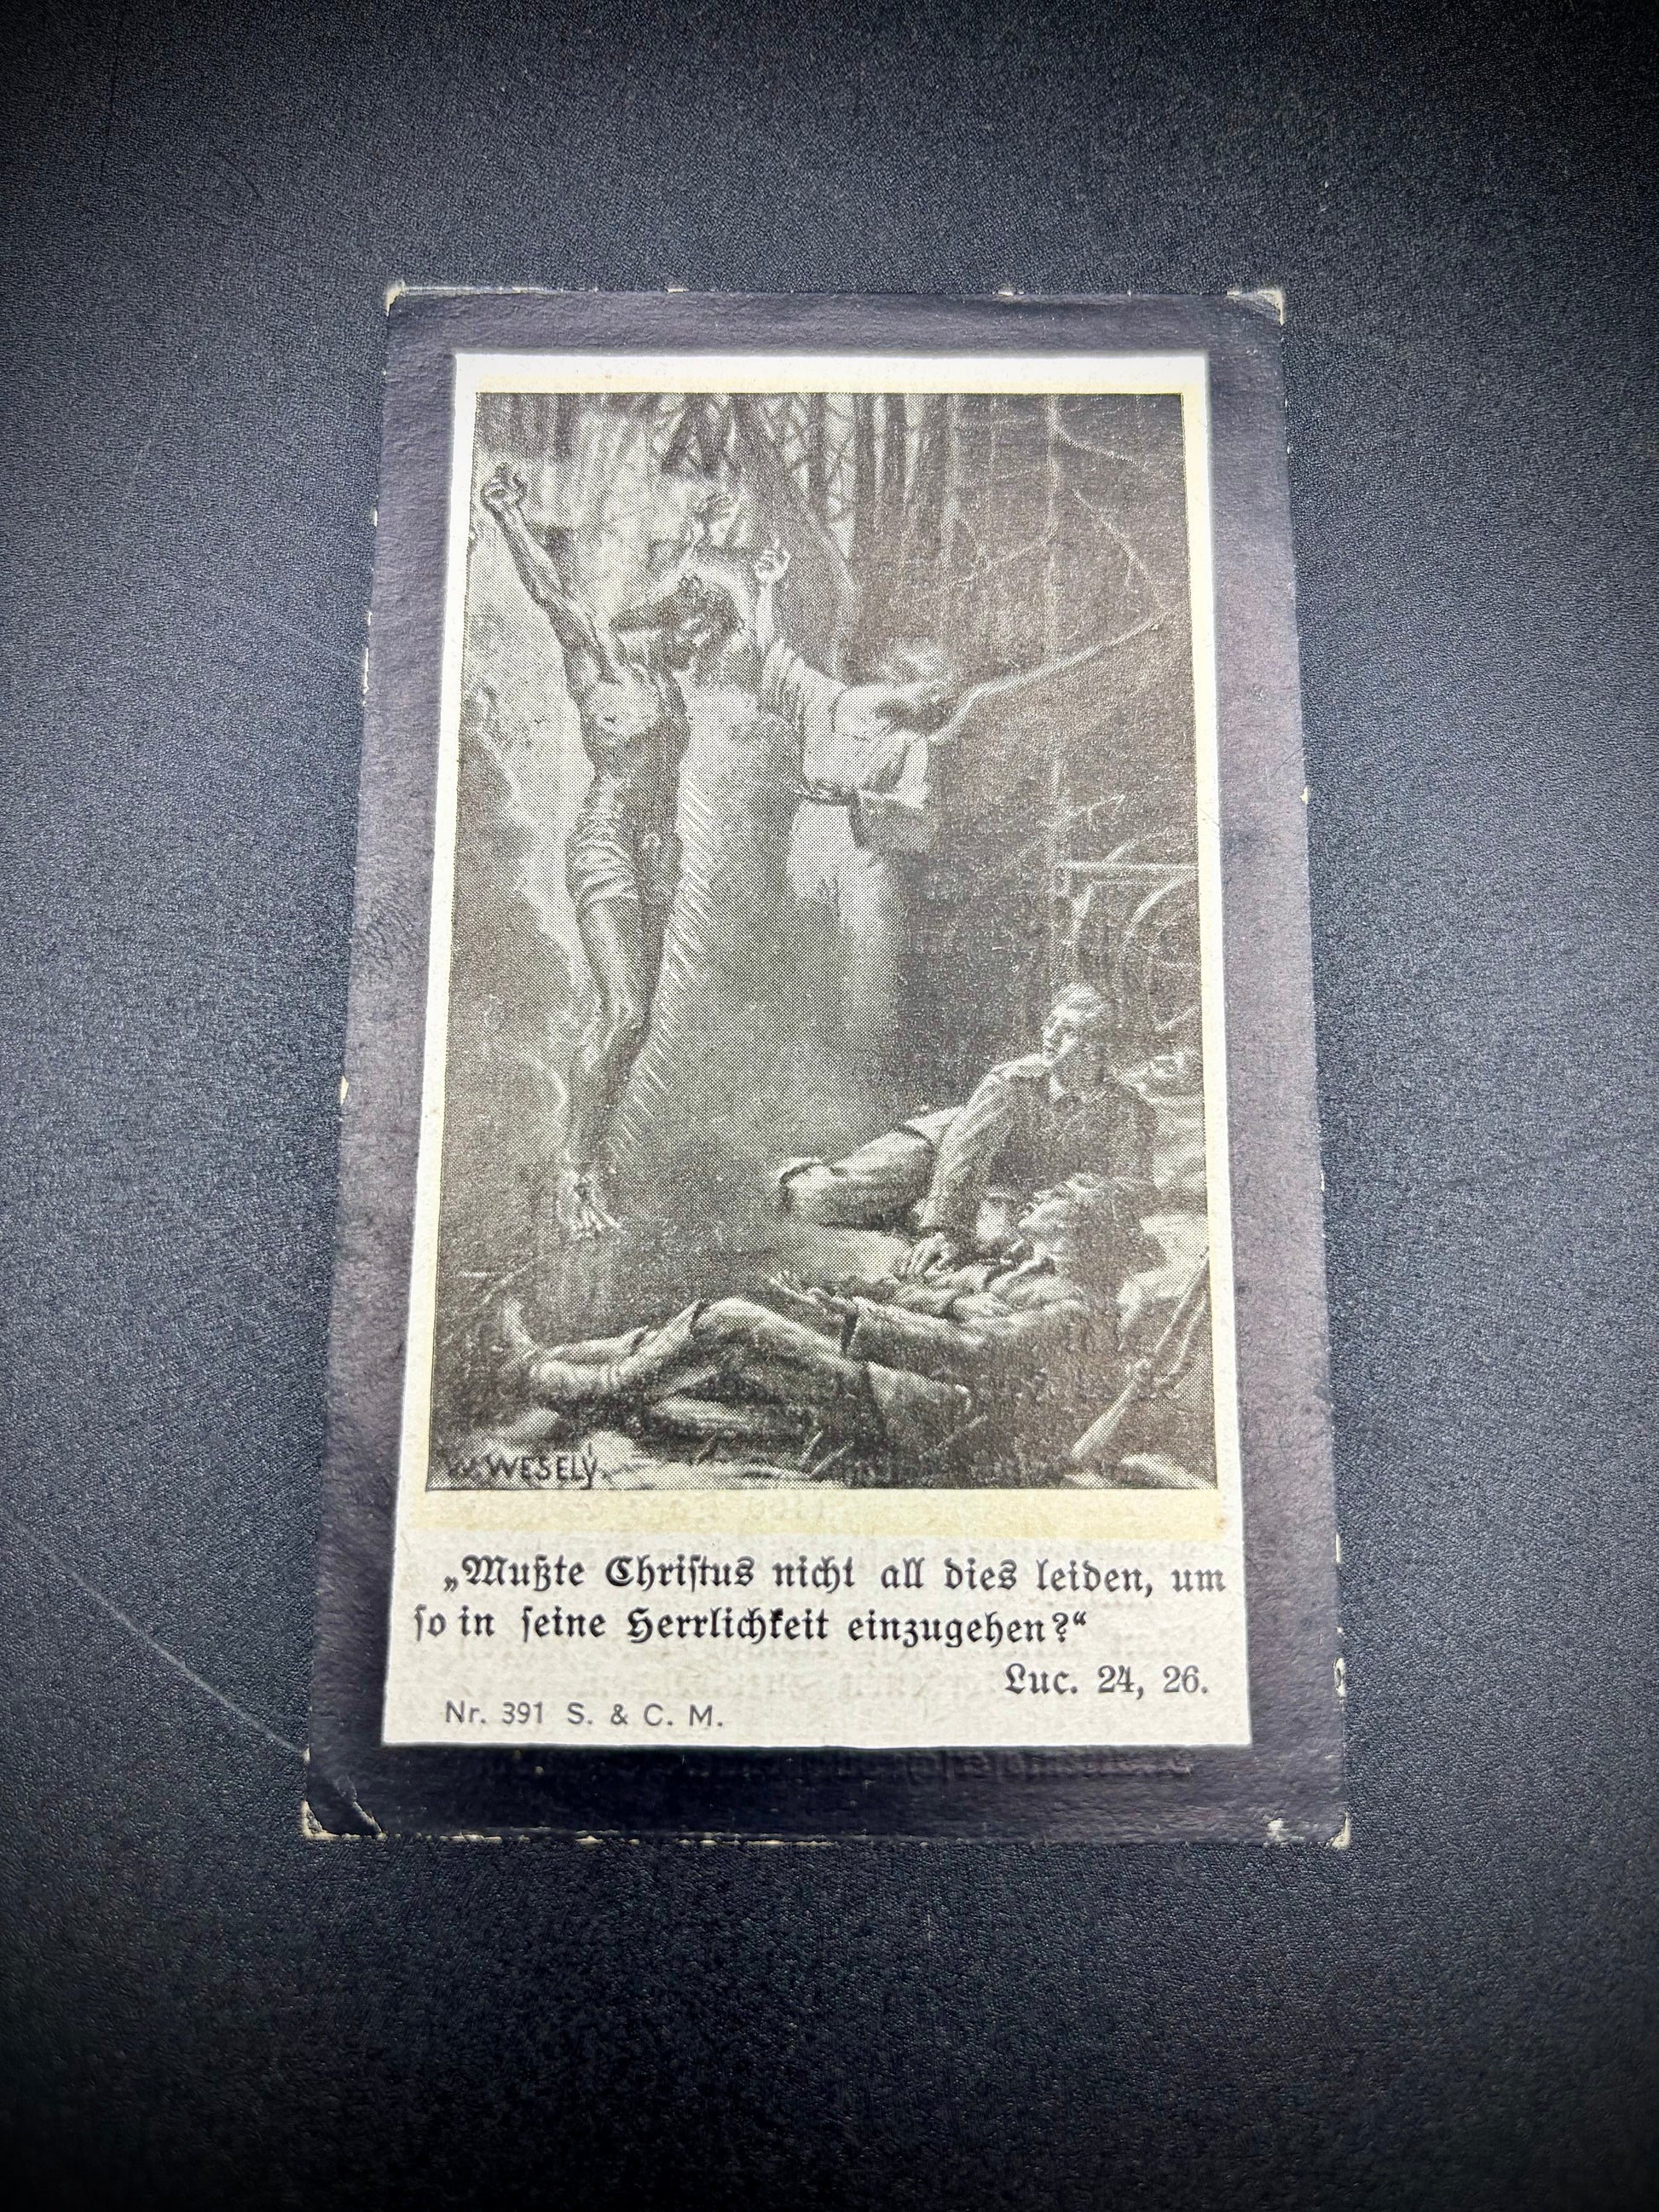 WESELY.
„Mußte Christus nicht all dies leiden, um
so in seine Herrlichkeit einzugehen?“
Luc. 24, 26.
Nr. 391 S. & C. M.